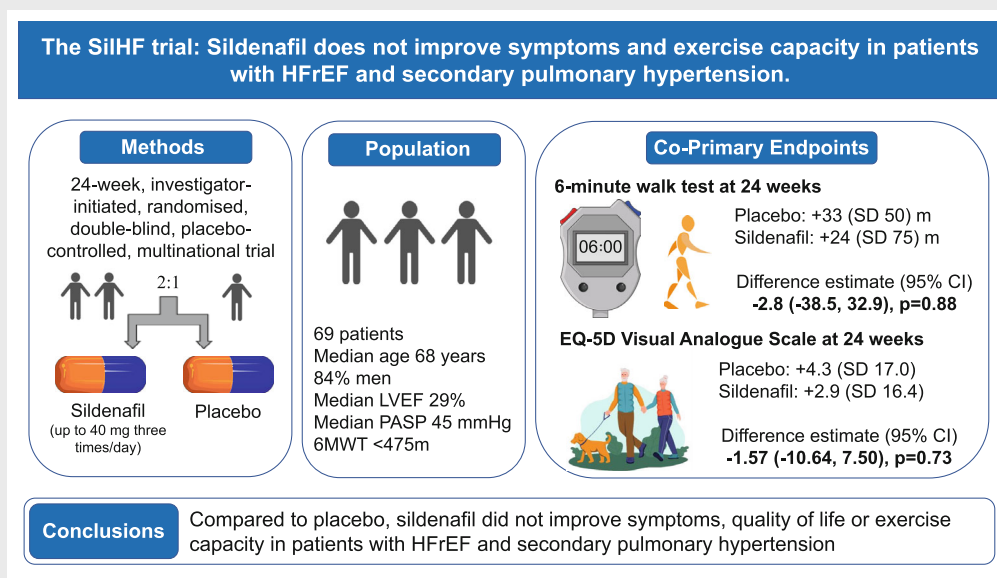 The SilHF trial: Sildenafil does not improve symptoms and exercise capacity in patients
with HFrEF and secondary pulmonary hypertension.
Methods
24-week, investigator-
initiated, randomised,
double-blind, placebo-
controlled, multinational trial
2:1
Sildenafil
(up to 40 mg three
times/day)
Placebo
Population
69 patients
Median age 68 years
84% men
Median LVEF 29%
Median PASP 45 mmHg
6MWT <475m
Co-Primary Endpoints
6-minute walk test at 24 weeks
06:00
Placebo: +33 (SD 50) m
Sildenafil: +24 (SD 75) m
Difference estimate (95% CI)
-2.8 (-38.5, 32.9), p=0.88
EQ-5D Visual Analogue Scale at 24 weeks
Placebo: +4.3 (SD 17.0)
Sildenafil: +2.9 (SD 16.4)
Difference estimate (95% CI)
-1.57 (-10.64, 7.50), p=0.73
Conclusions
Compared to placebo, sildenafil did not improve symptoms, quality of life or exercise
capacity in patients with HFrEF and secondary pulmonary hypertension